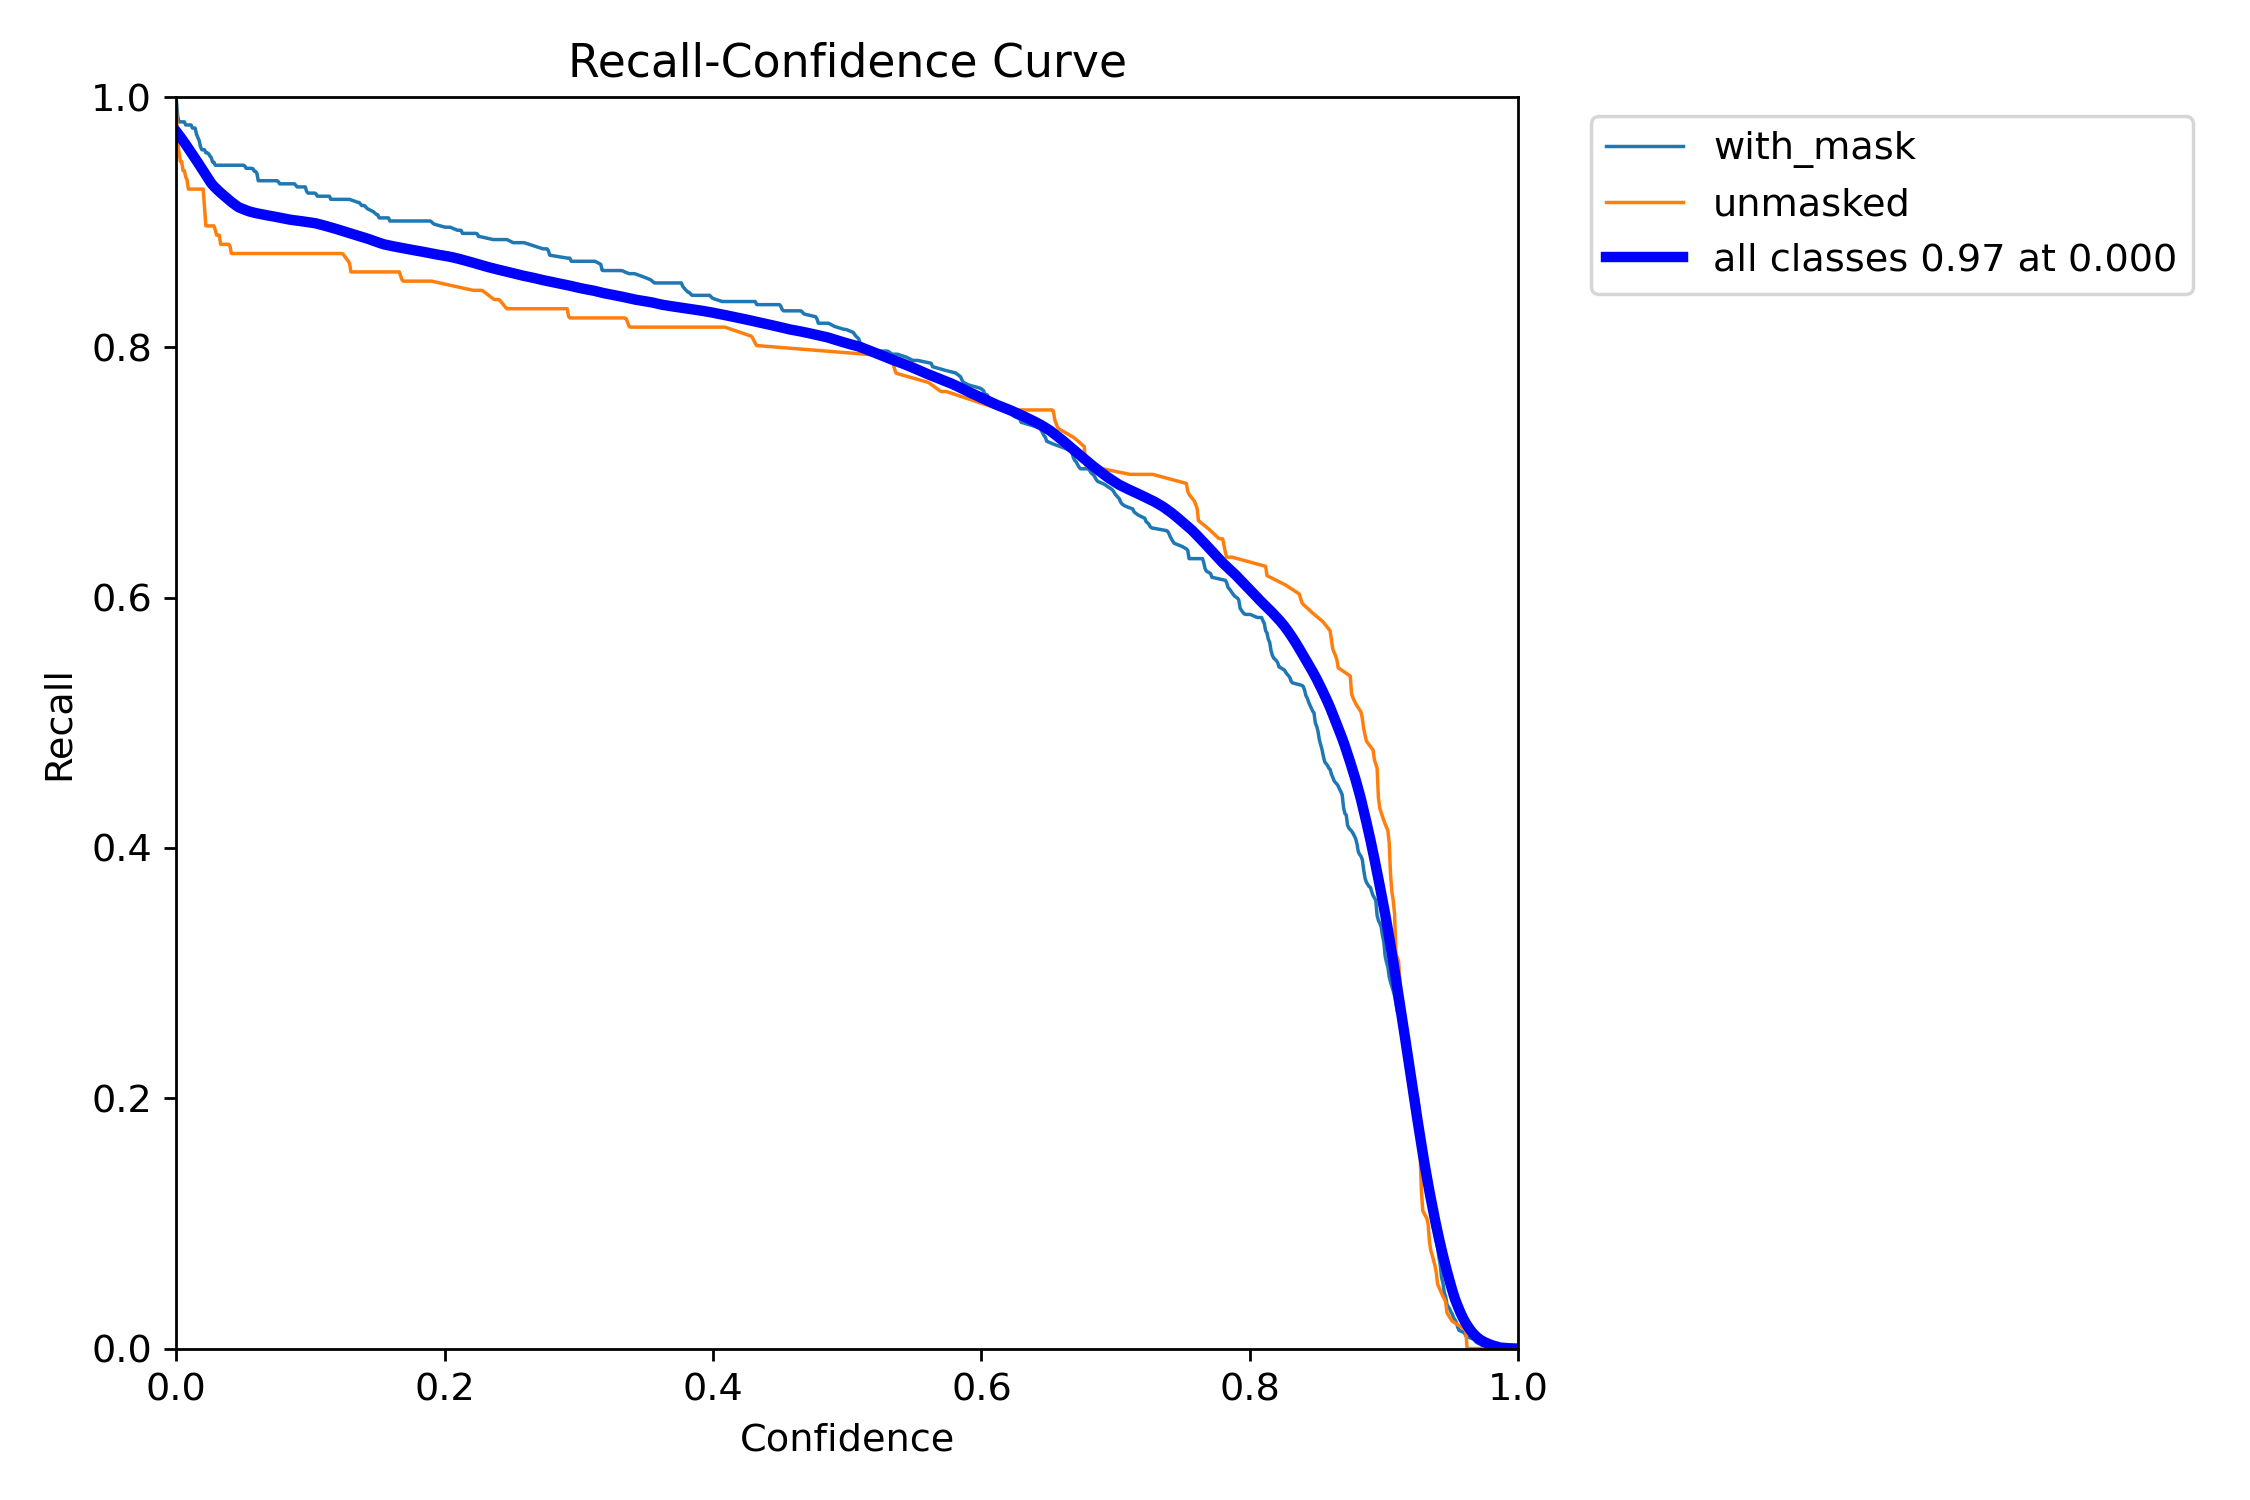 Recall-Confidence Curve
1.0
0.8
0.6
0.4
0.2
0.0
Recall
0.0 0.2 0.4 0.6 0.8 1.0
Confidence
with_mask
unmasked
all classes 0.97 at 0.000